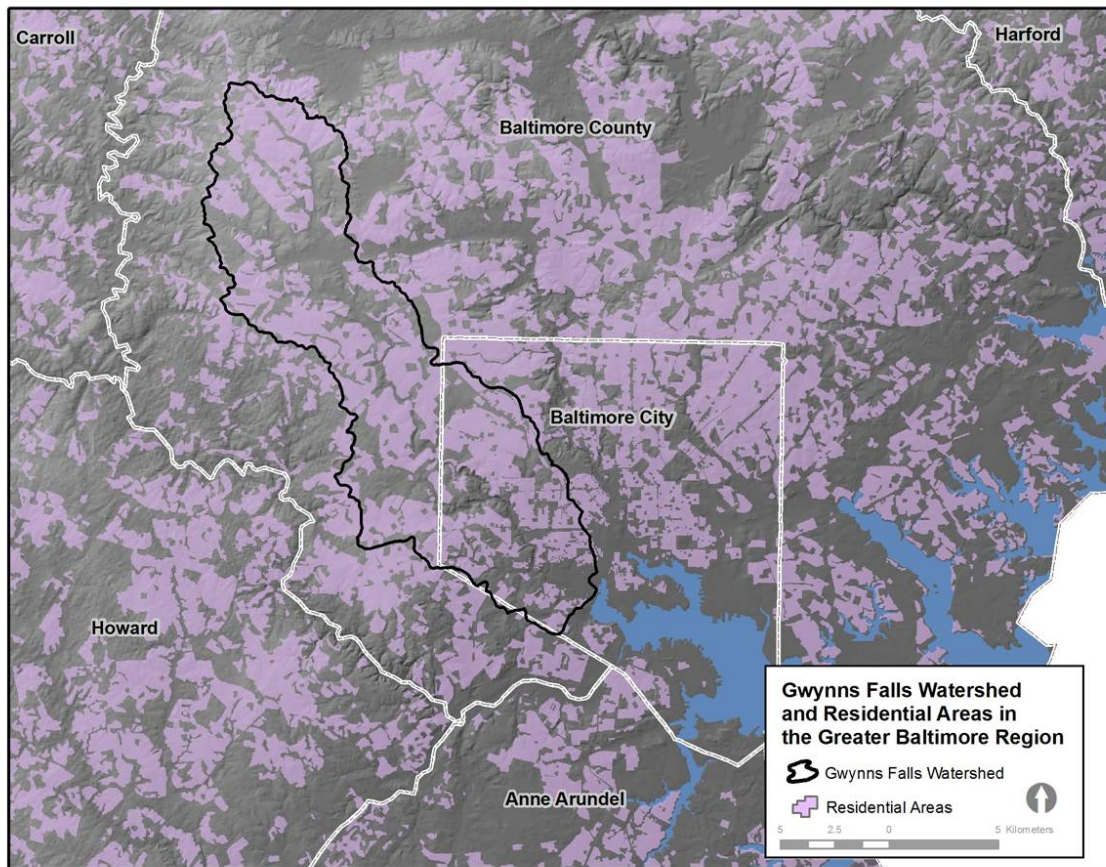 Carroll
Harford
Baltimore County
Baltimore City
Howard
Anne Arundel
Gwynns Falls Watershed
and Residential Areas in
the Greater Baltimore Region
Gwynns Falls Watershed
Residential Areas
5 2.5 0 5 Kilometers